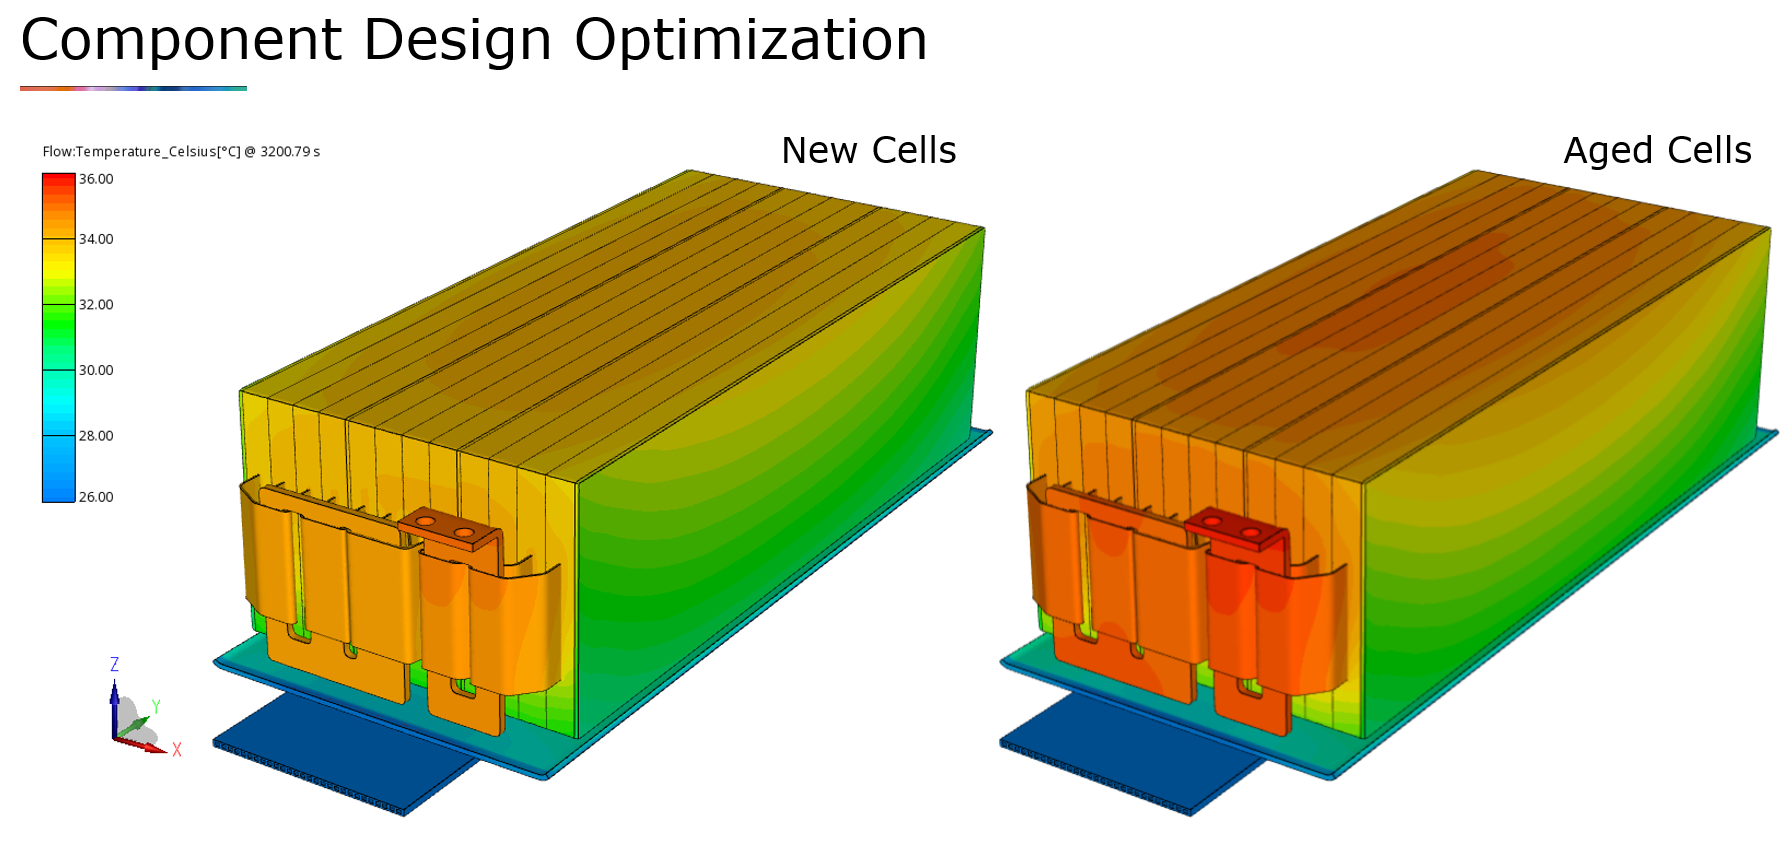 Component Design Optimization
Flow:Temperature_Celsius[°C] @ 3200.79 s
New Cells
Aged Cells
36.00
34.00
32.00
30.00
28.00
26.00
Z
Y
X